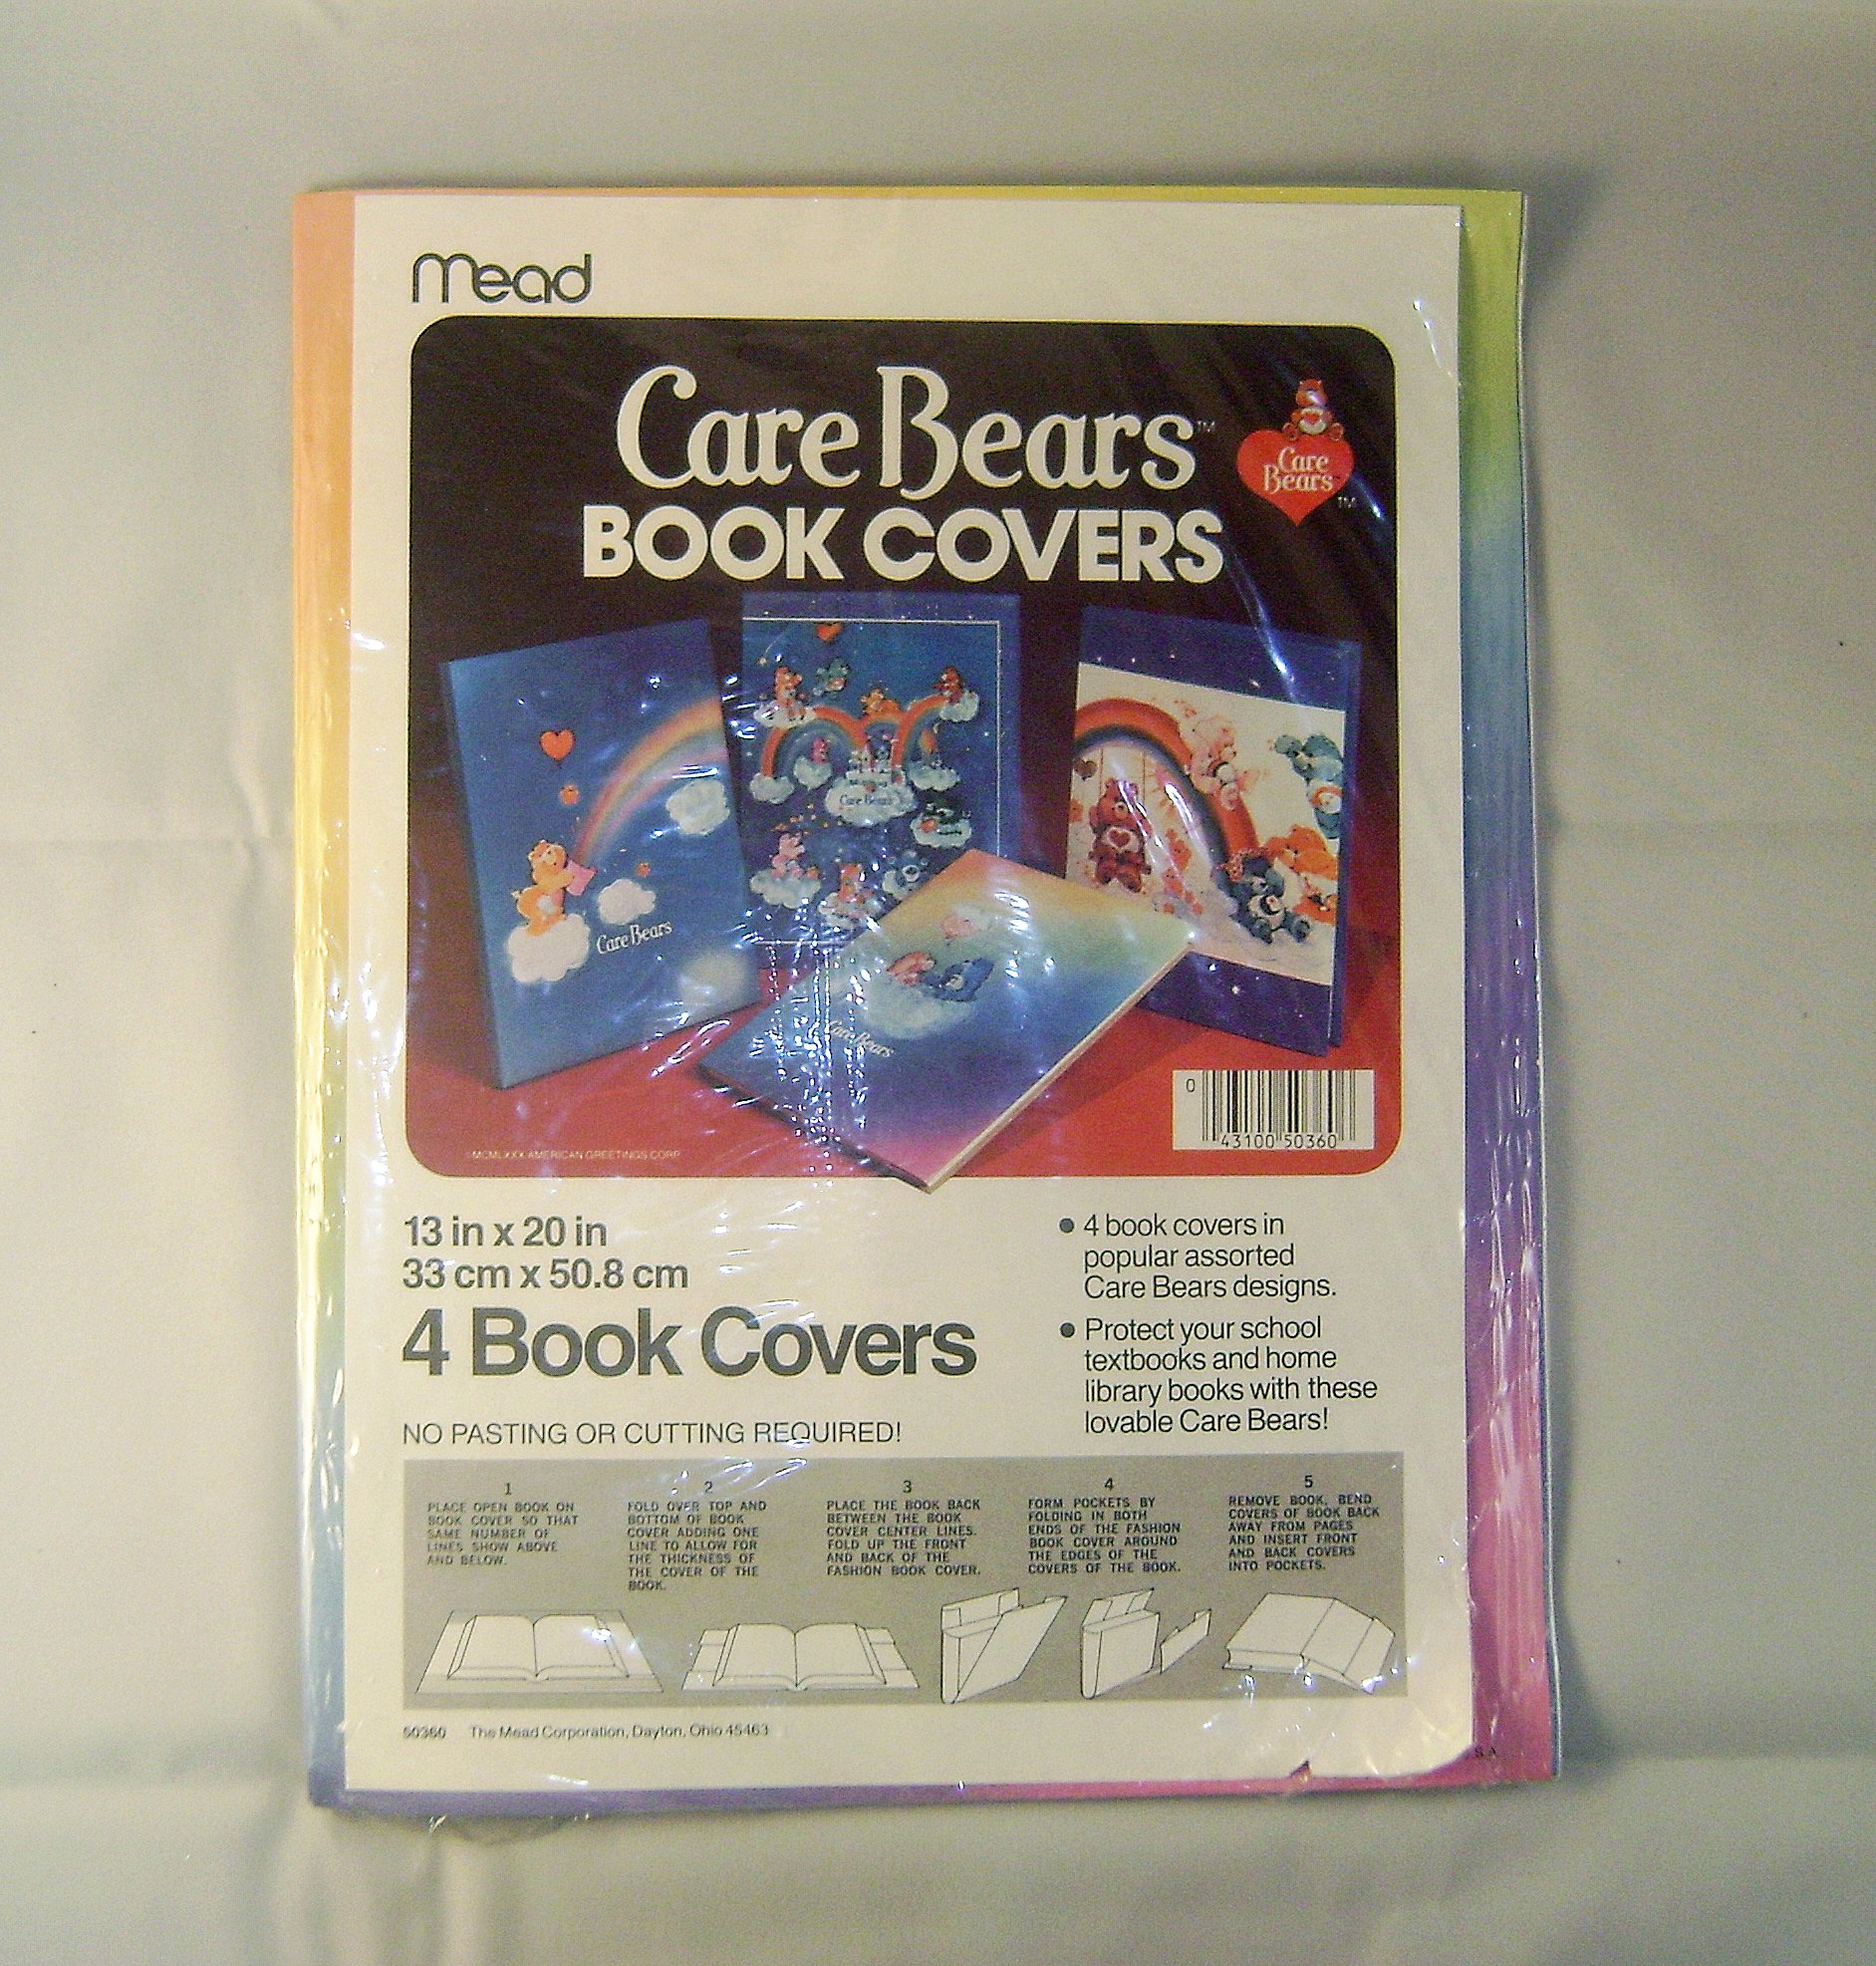 mead
Care Bears™
BOOK COVERS
Care
Bears
TM
Care Bears
Care Bears
Care Bears
0
43100 50360
MCMLXXX AMERICAN GREETINGS CORP.
13 in x 20 in
33 cm x 50.8 cm
4 Book Covers
NO PASTING OR CUTTING REQUIRED!
● 4 book covers in
popular assorted
Care Bears designs.
● Protect your school
textbooks and home
library books with these
lovable Care Bears!
1
PLACE OPEN BOOK ON
BOOK COVER SO THAT
SAME NUMBER OF
LINES SHOW ABOVE
AND BELOW.
2
FOLD OVER TOP AND
BOTTOM OF BOOK
COVER ADDING ONE
LINE TO ALLOW FOR
THE THICKNESS OF
THE COVER OF THE
BOOK.
3
PLACE THE BOOK BACK
BETWEEN THE BOOK
COVER CENTER LINES.
FOLD UP THE FRONT
AND BACK OF THE
FASHION BOOK COVER.
4
FORM POCKETS BY
FOLDING IN BOTH
ENDS OF THE FASHION
BOOK COVER AROUND
THE EDGES OF THE
COVERS OF THE BOOK.
5
REMOVE BOOK, BEND
COVERS OF BOOK BACK
AWAY FROM PAGES
AND INSERT FRONT
AND BACK COVERS
INTO POCKETS.
50360 The Mead Corporation, Dayton, Ohio 45463
S.A.